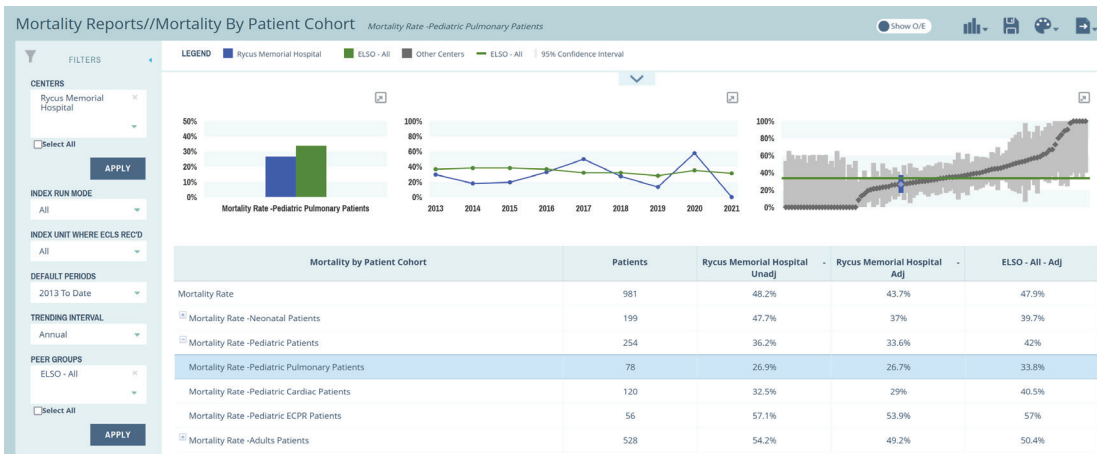 Mortality Reports//Mortality By Patient Cohort Mortality Rate -Pediatric Pulmonary Patients
Show O/E
FILTERS
CENTERS
Rycus Memorial
Hospital
Select All
APPLY
INDEX RUN MODE
All
INDEX UNIT WHERE ECLS REC'D
All
DEFAULT PERIODS
2013 To Date
TRENDING INTERVAL
Annual
PEER GROUPS
ELSO - All
Select All
APPLY
LEGEND Rycus Memorial Hospital ELSO - All Other Centers ELSO - All 95% Confidence Interval
50%
40%
30%
20%
10%
0%
Mortality Rate -Pediatric Pulmonary Patients
100%
80%
60%
40%
20%
0%
2013 2014 2015 2016 2017 2018 2019 2020 2021
100%
80%
60%
40%
20%
0%
Mortality by Patient Cohort Patients Rycus Memorial Hospital - Unadj Rycus Memorial Hospital - Adj ELSO - All - Adj
Mortality Rate 981 48.2% 43.7% 47.9%
Mortality Rate -Neonatal Patients 199 47.7% 37% 39.7%
Mortality Rate -Pediatric Patients 254 36.2% 33.6% 42%
Mortality Rate -Pediatric Pulmonary Patients 78 26.9% 26.7% 33.8%
Mortality Rate -Pediatric Cardiac Patients 120 32.5% 29% 40.5%
Mortality Rate -Pediatric ECPR Patients 56 57.1% 53.9% 57%
Mortality Rate -Adults Patients 528 54.2% 49.2% 50.4%